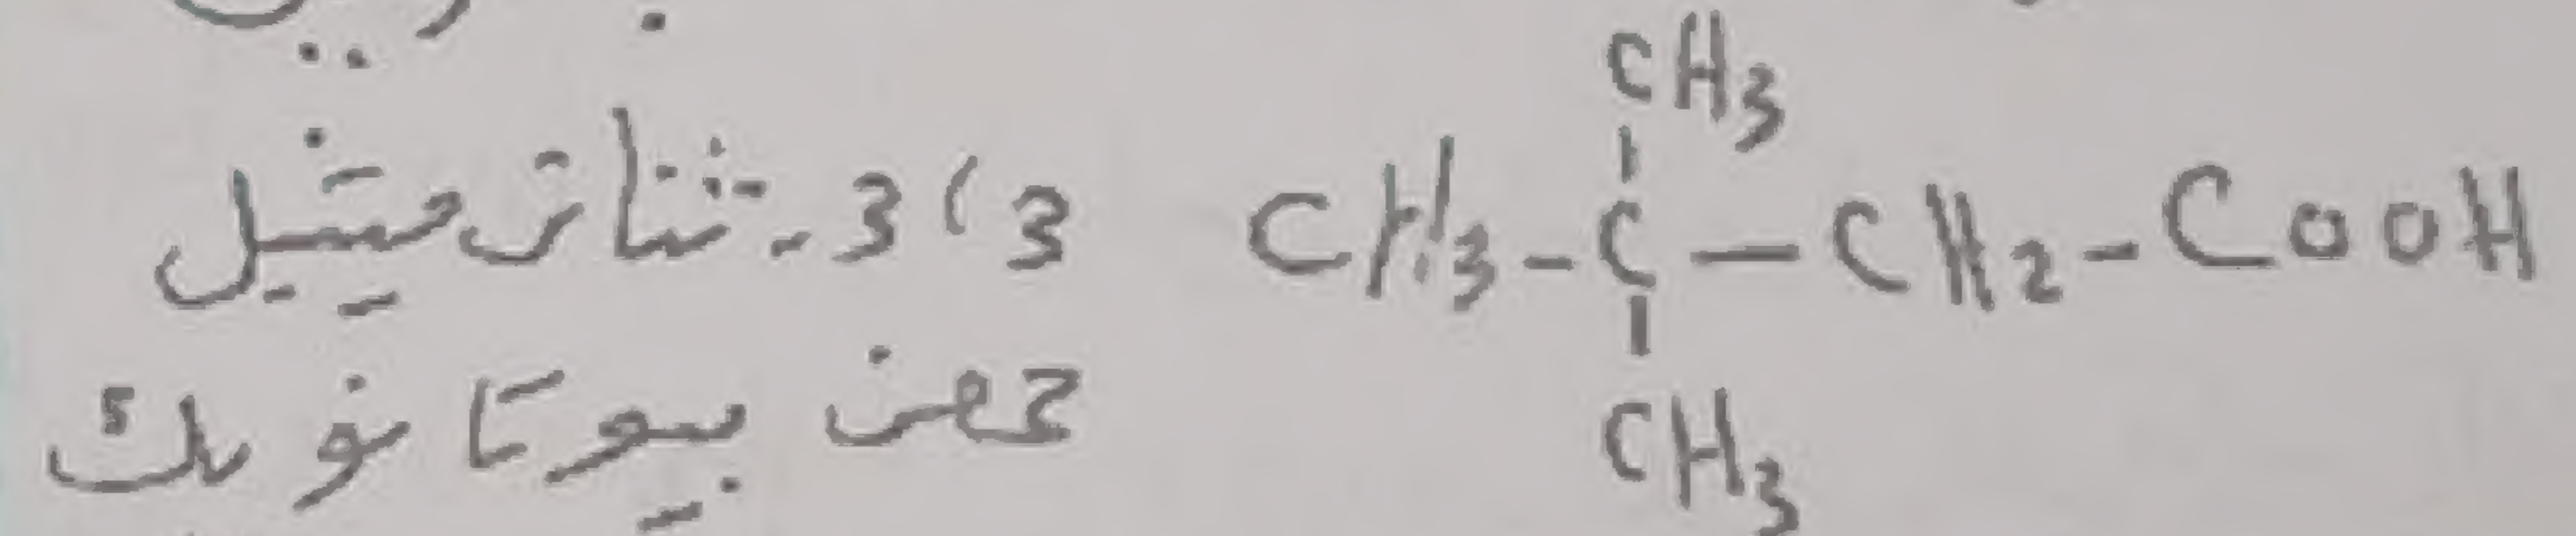 CH3
3،3-ثنائي ميثيل CH3-C-CH2-COOH
حمض بيوتانويك CH3